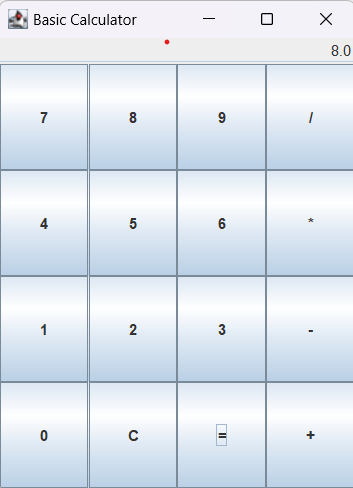 Basic Calculator
8.0
7 8 9 /
4 5 6 *
1 2 3 -
0 C = +